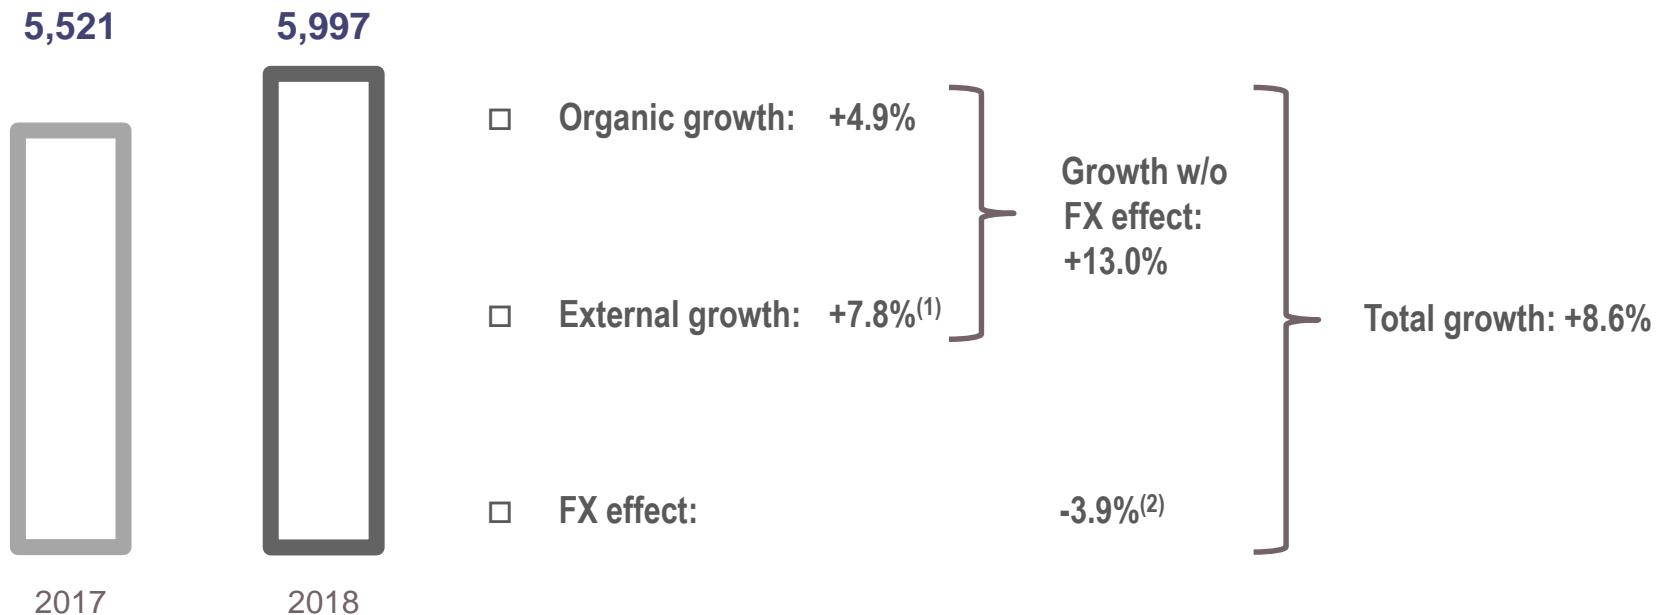 5,521
5,997
□ Organic growth: +4.9%
Growth w/o
FX effect:
+13.0%
□ External growth: +7.8%(1)
Total growth: +8.6%
□ FX effect: -3.9%(2)
2017
2018